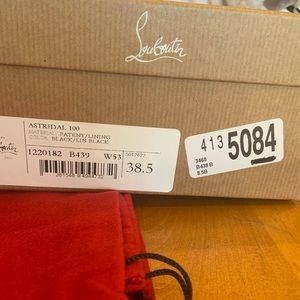 Louboutin
ASTRIDAL 100
MATERIAL: PATENT/LINING
COLOR: BLACK/LIN BLACK
1220182 B439 W53
38.5
413 5084
3460
B439 B
8.5B